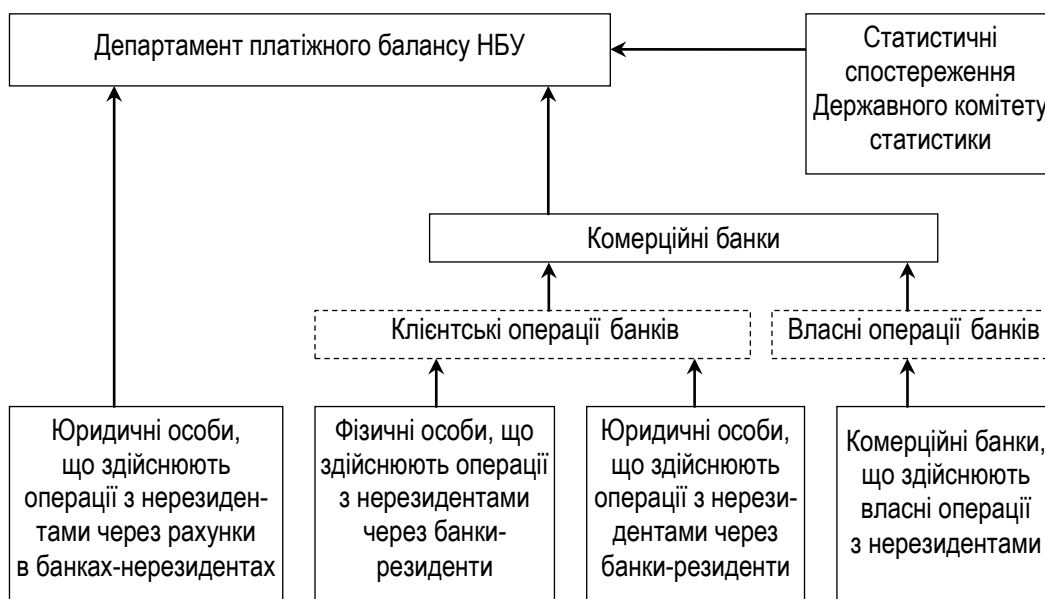 Департамент платіжного балансу НБУ
Статистичні
спостереження
Державного комітету
статистики
Комерційні банки
Клієнтські операції банків
Власні операції банків
Юридичні особи,
що здійснюють
операції з нерезиден-
тами через рахунки
в банках-нерезидентах
Фізичні особи, що
здійснюють операції
з нерезидентами
через банки-
резиденти
Юридичні особи,
що здійснюють
операції з нерези-
дентами через
банки-резиденти
Комерційні банки,
що здійснюють
власні операції
з нерезидентами